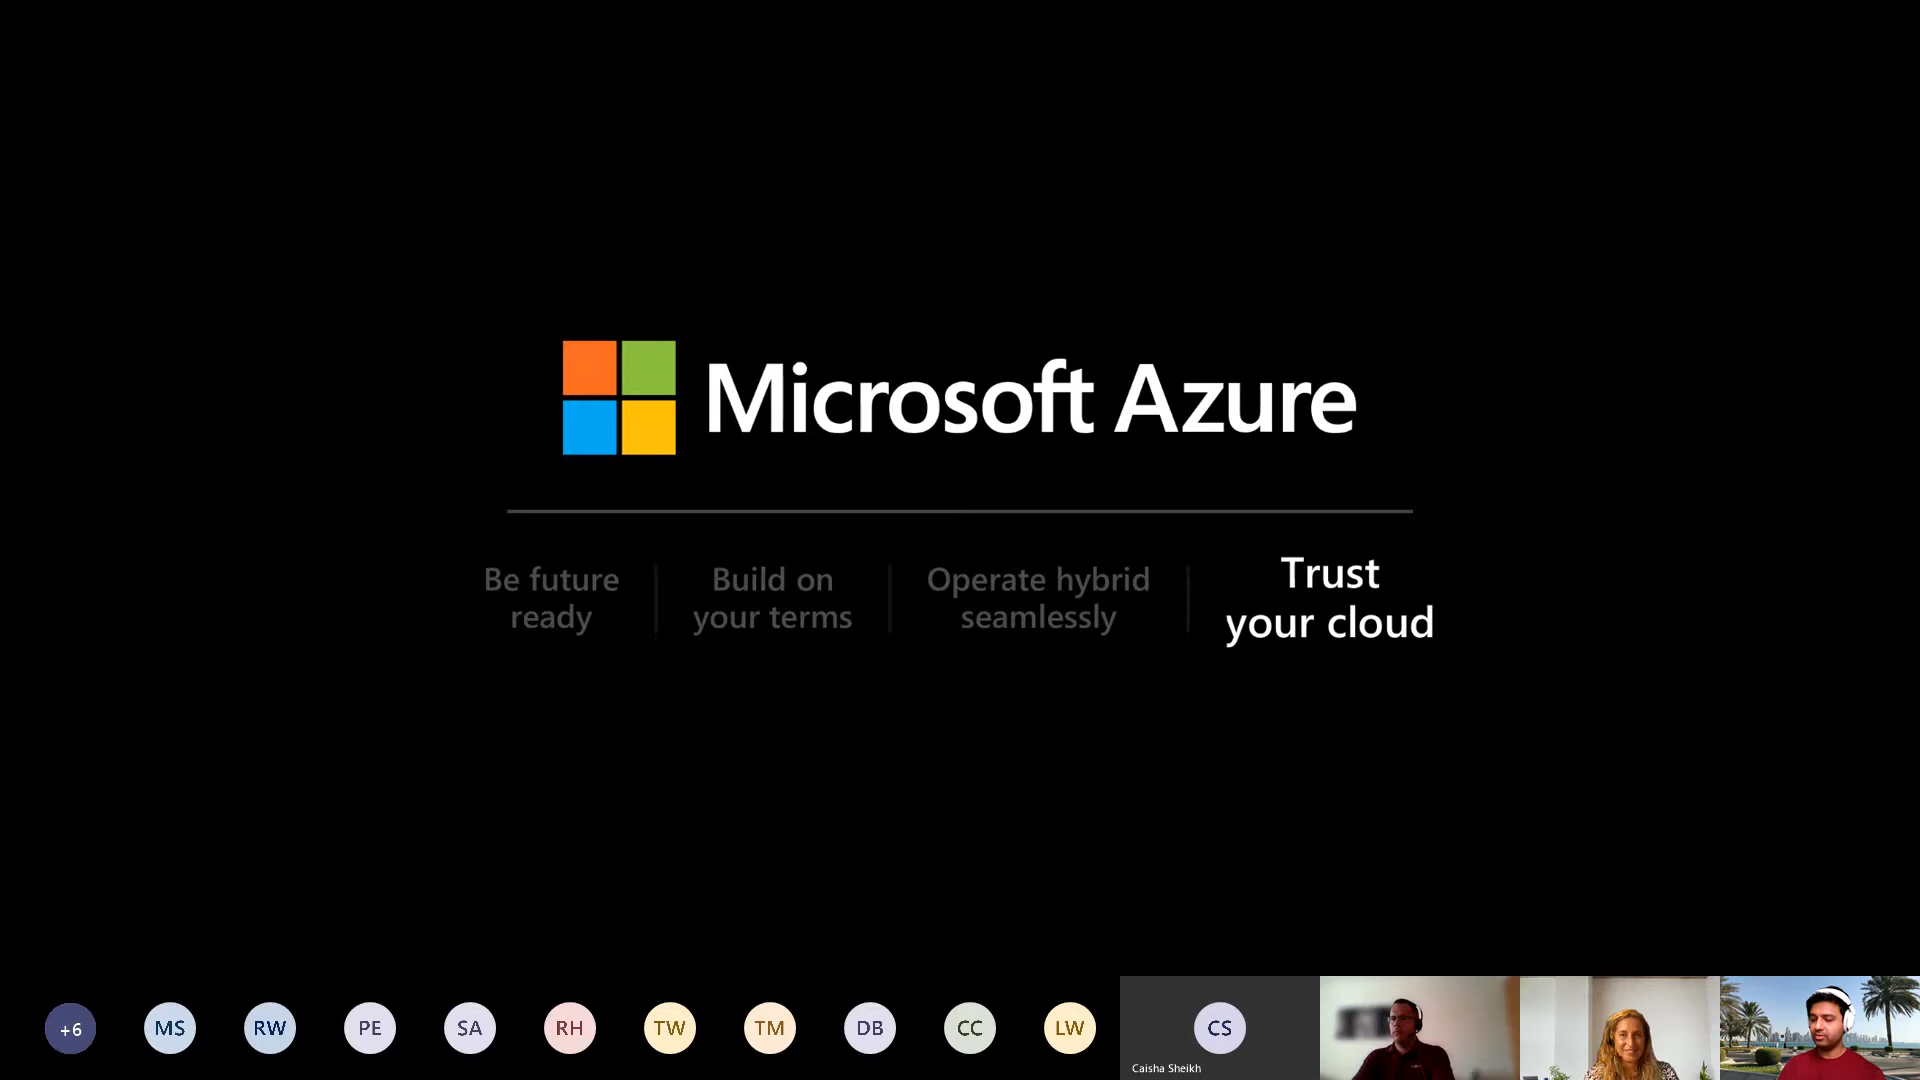 Microsoft Azure
Be future
ready
Build on
your terms
Operate hybrid
seamlessly
Trust
your cloud
+6
MS
RW
PE
SA
RH
TW
TM
DB
CC
LW
CS
Caisha Sheikh